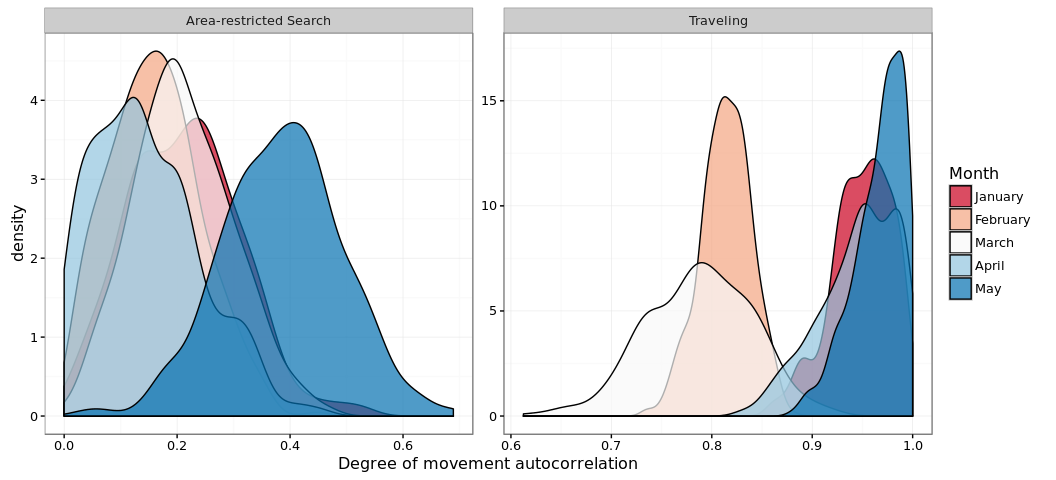 Area-restricted Search
Traveling
density
0
1
2
3
4
0
5
10
15
0.0 0.2 0.4 0.6
0.6 0.7 0.8 0.9 1.0
Degree of movement autocorrelation
Month
January
February
March
April
May